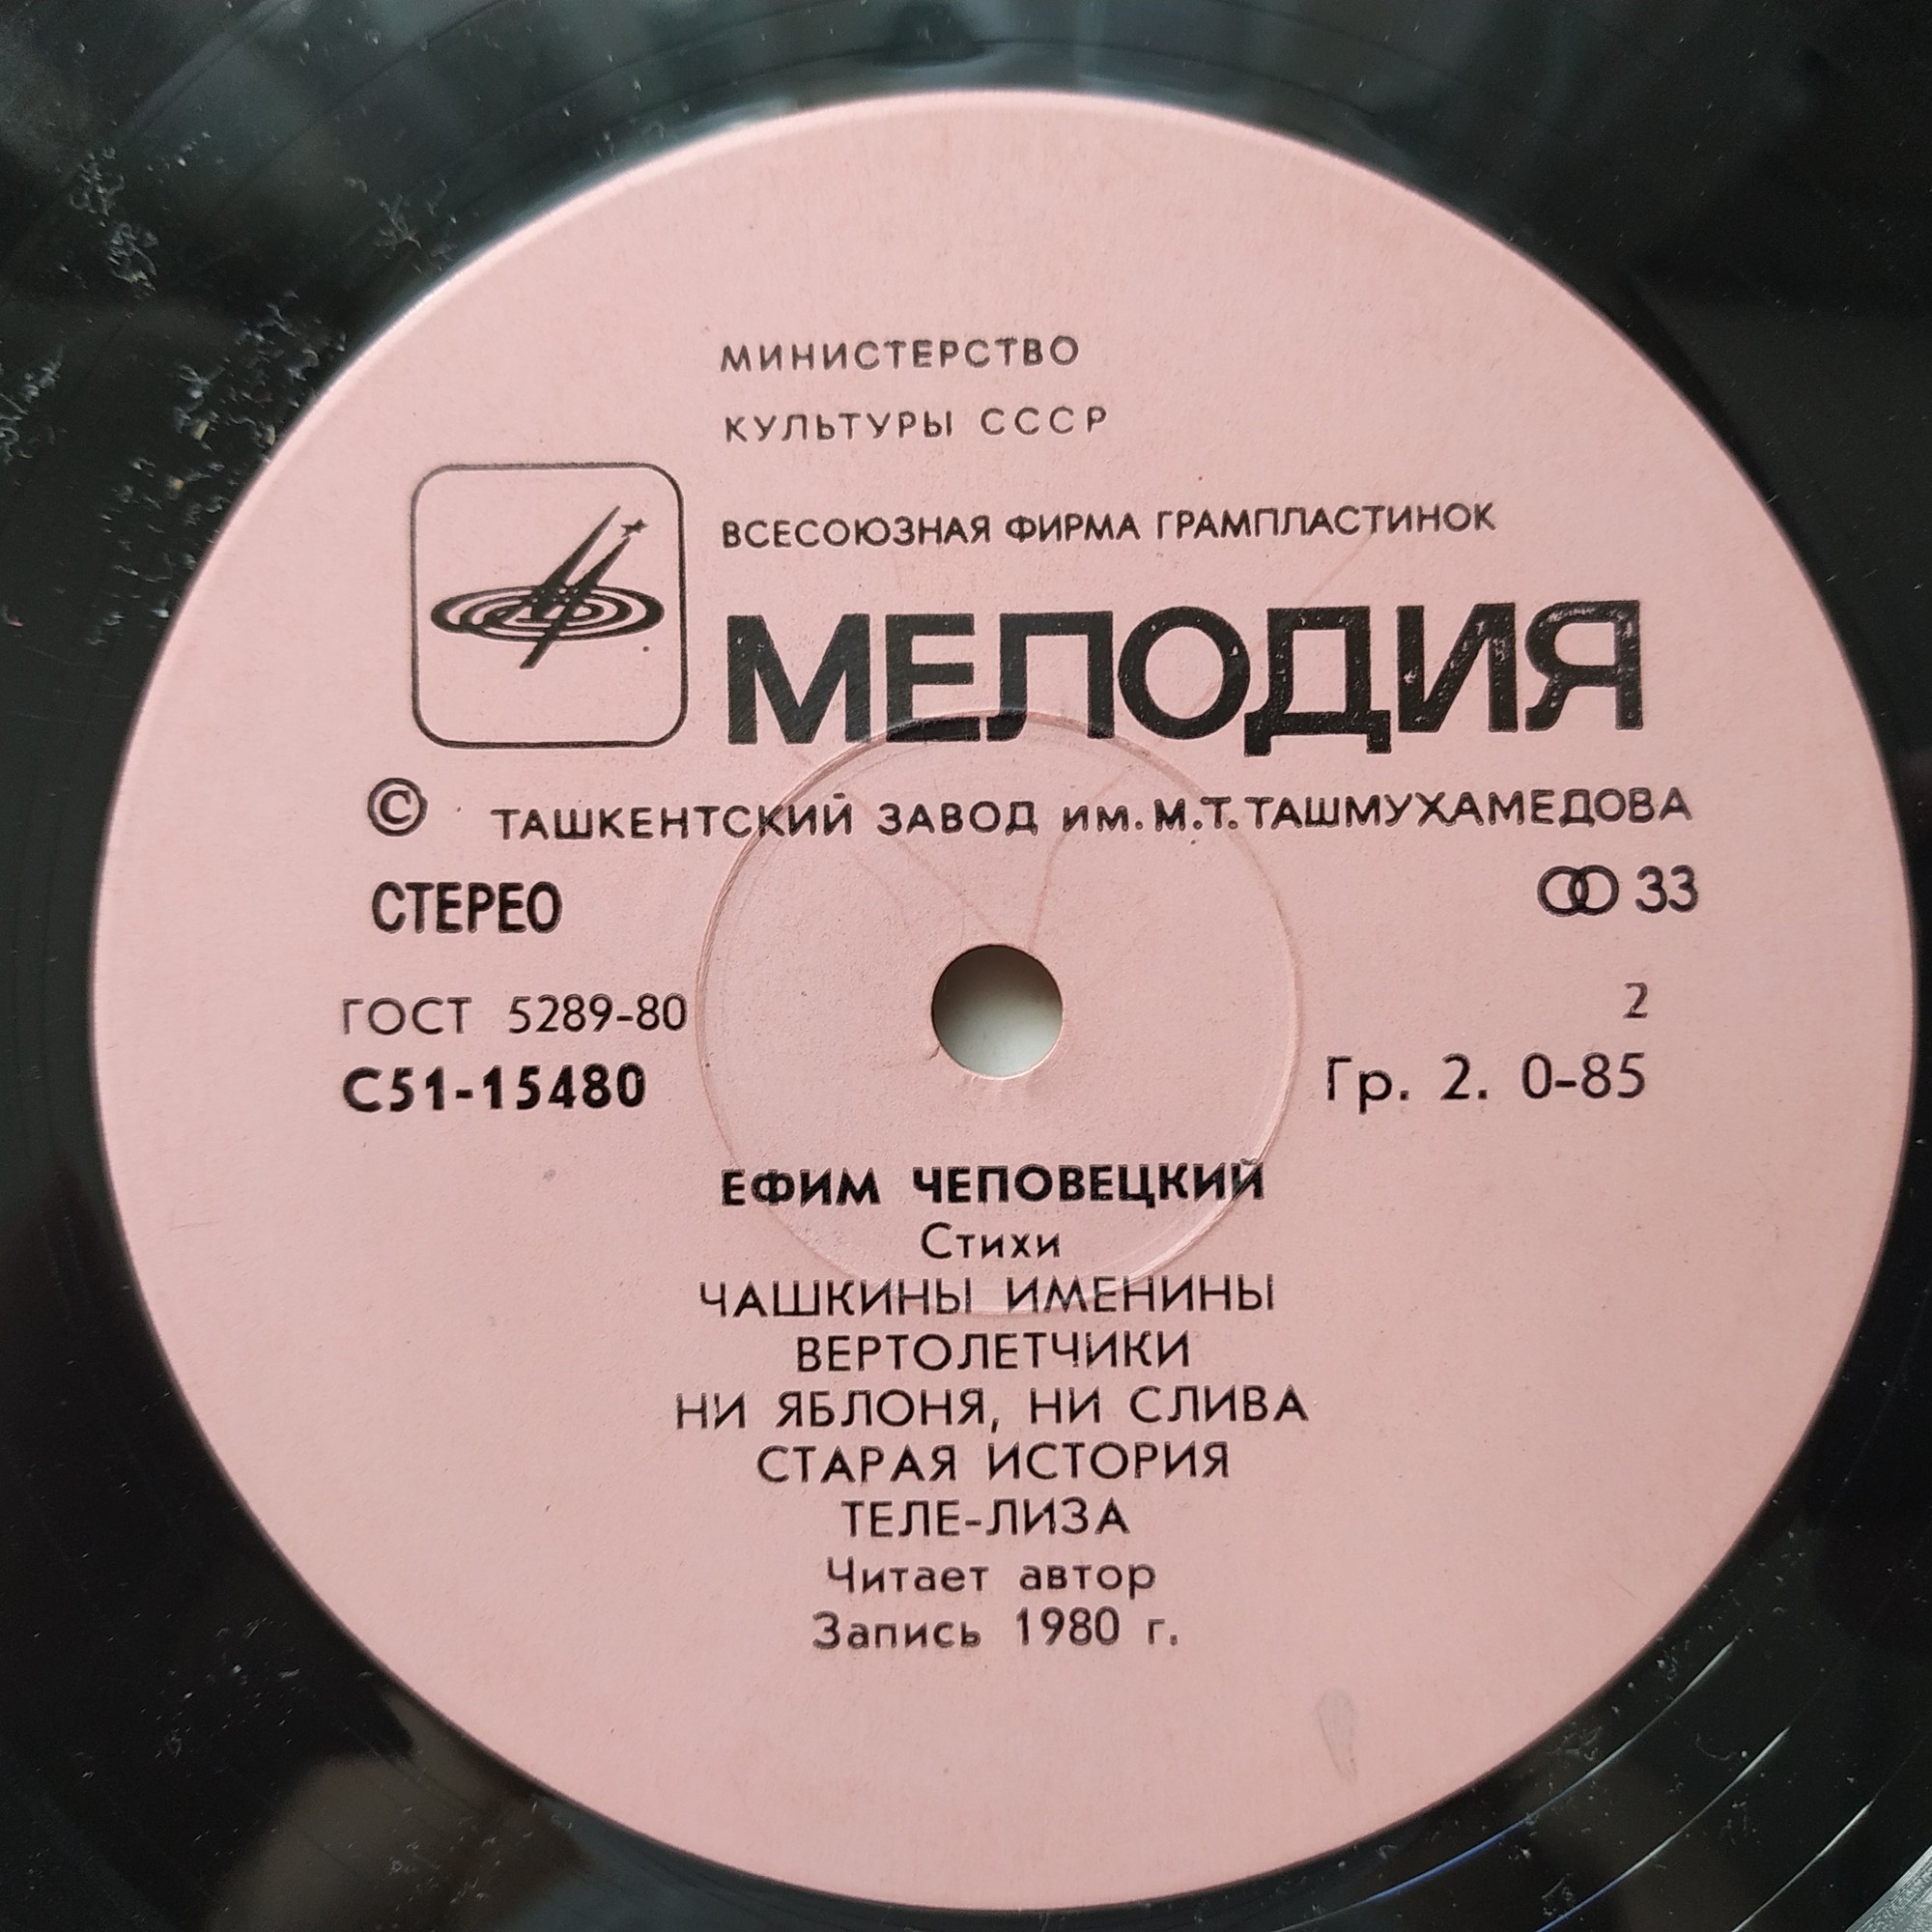 МИНИСТЕРСТВО
КУЛЬТУРЫ СССР
ВСЕСОЮЗНАЯ ФИРМА ГРАМПЛАСТИНОК
МЕЛОДИЯ
© ТАШКЕНТСКИЙ ЗАВОД им. М.Т. ТАШМУХАМЕДОВА
СТЕРЕО 33
ГОСТ 5289-80 2
С51-15480 Гр. 2. 0-85
ЕФИМ ЧЕПОВЕЦКИЙ
Стихи
ЧАШКИНЫ ИМЕНИНЫ
ВЕРТОЛЕТЧИКИ
НИ ЯБЛОНЯ, НИ СЛИВА
СТАРАЯ ИСТОРИЯ
ТЕЛЕ-ЛИЗА
Читает автор
Запись 1980 г.